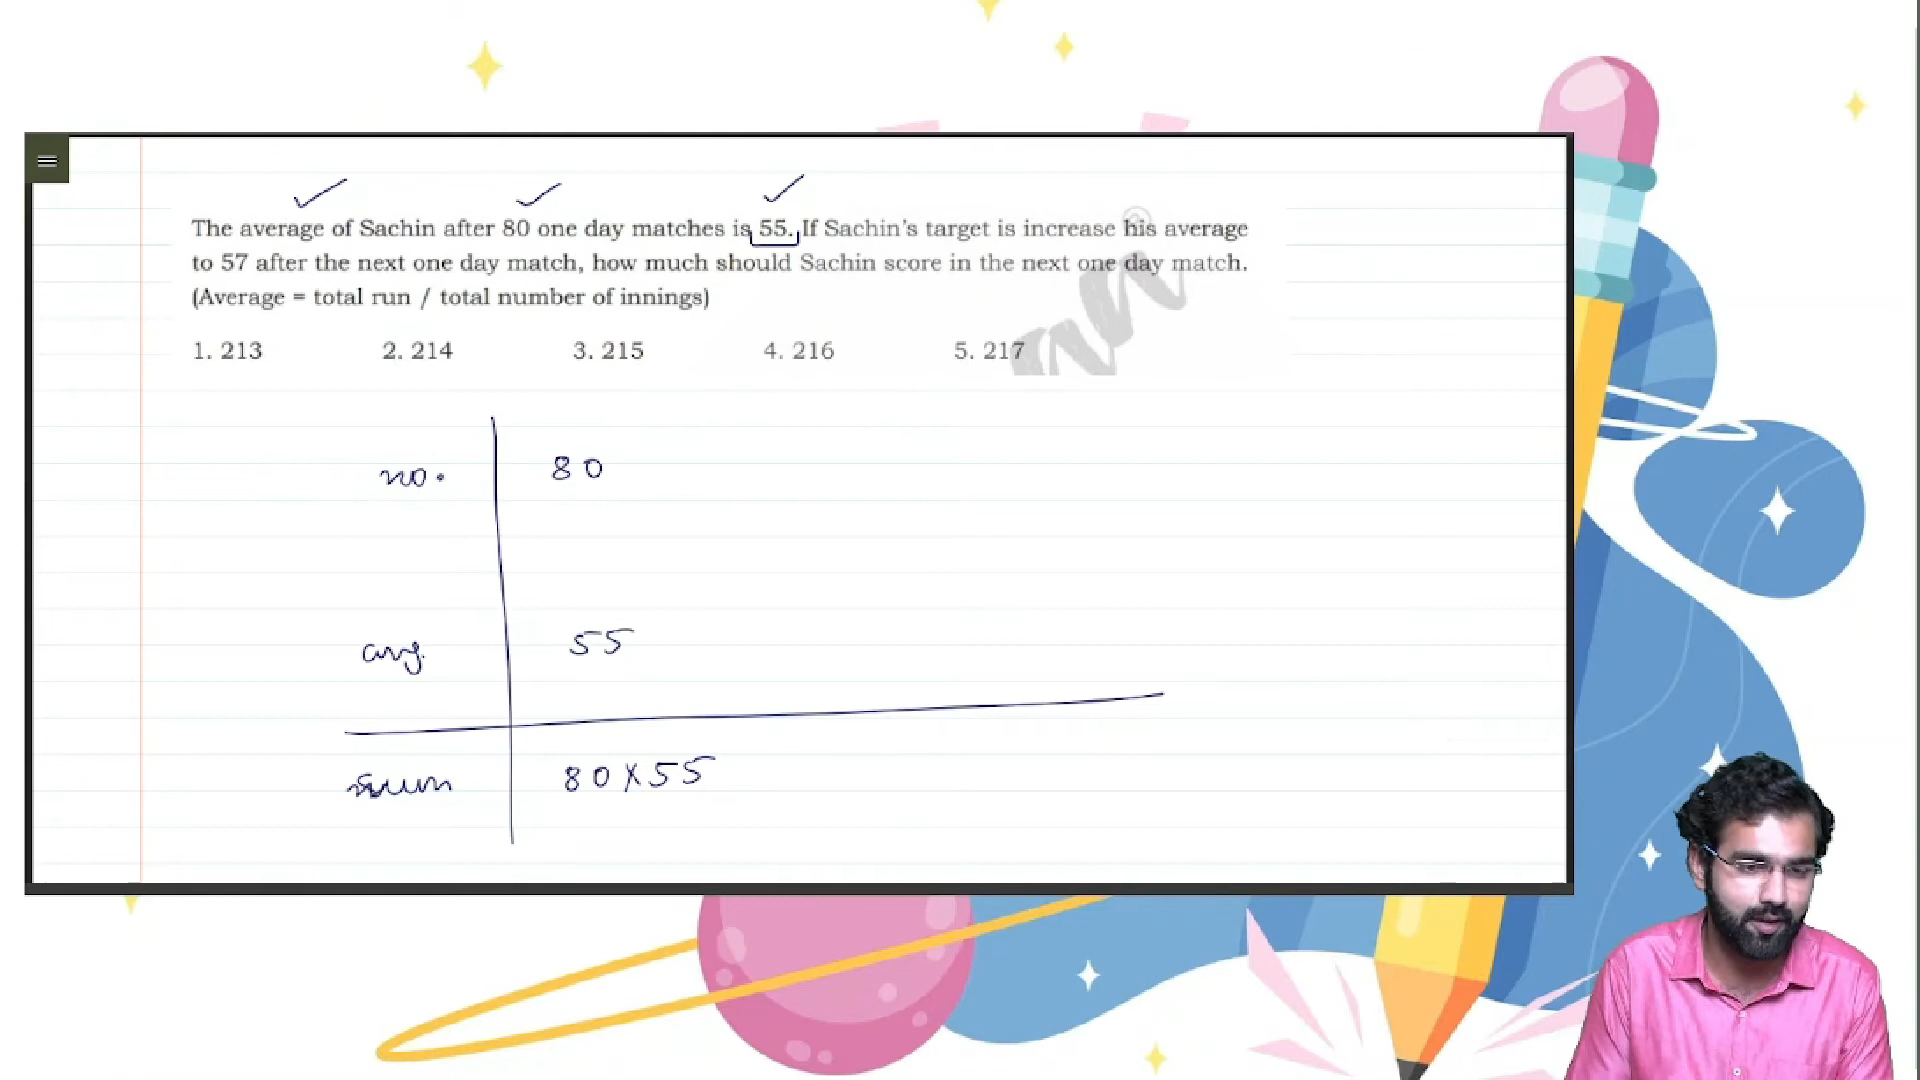 The average of Sachin after 80 one day matches is 55. If Sachin's target is increase his average
to 57 after the next one day match, how much should Sachin score in the next one day match.
(Average = total run / total number of innings)
1. 213 2. 214 3. 215 4. 216 5. 217
no. 80
avg. 55
sum 80 x 55